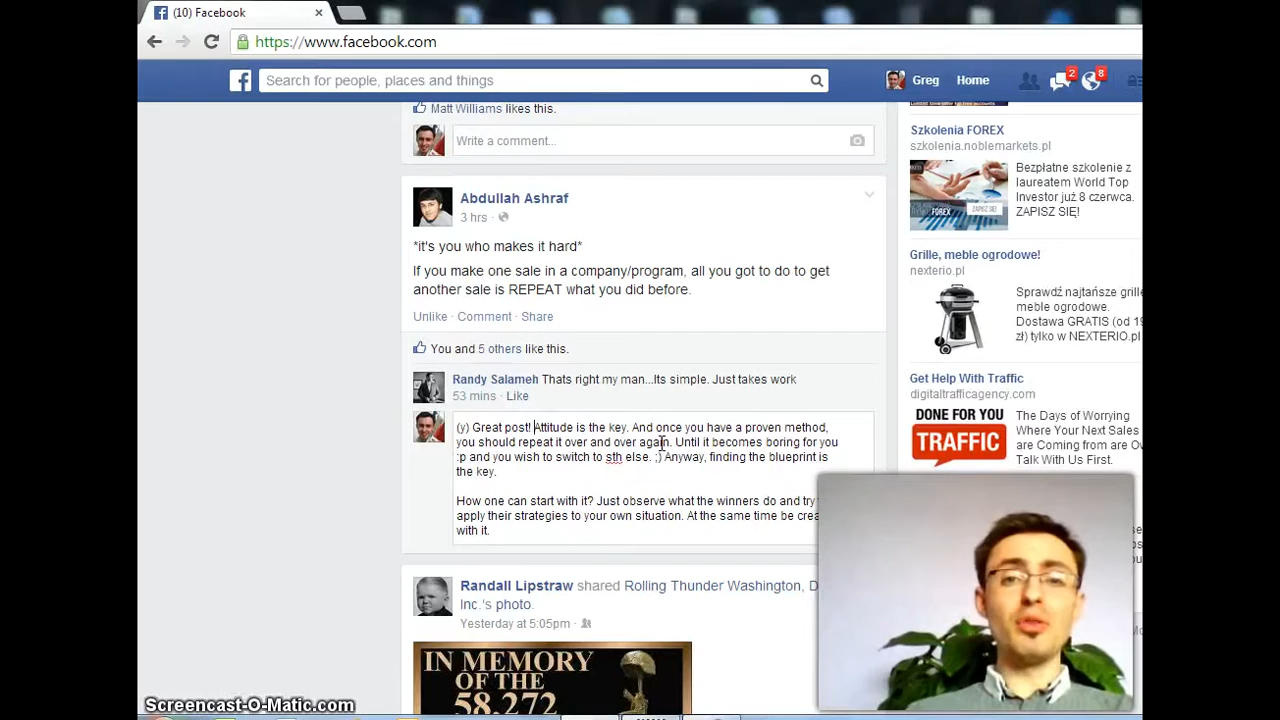 (10) Facebook
https://www.facebook.com
Search for people, places and things
Greg
Home
2
8
Matt Williams likes this.
Write a comment...
Abdullah Ashraf
3 hrs
*it's you who makes it hard*
If you make one sale in a company/program, all you got to do to get
another sale is REPEAT what you did before.
Unlike · Comment · Share
You and 5 others like this.
Randy Salameh Thats right my man...Its simple. Just takes work
53 mins · Like
(y) Great post! Attitude is the key. And once you have a proven method,
you should repeat it over and over again. Until it becomes boring for you
:p and you wish to switch to sth else. ;) Anyway, finding the blueprint is
the key.
How one can start with it? Just observe what the winners do and try
apply their strategies to your own situation. At the same time be crea
with it.
Randall Lipstraw shared Rolling Thunder Washington, D
Inc.'s photo.
Yesterday at 5:05pm
IN MEMORY
OF THE
58,272
Szkolenia FOREX
szkolenia.noblemarkets.pl
FOREX
ZAPISZ SIĘ!
Bezpłatne szkolenie z
laureatem World Top
Investor już 8 czerwca.
ZAPISZ SIĘ!
Grille, meble ogrodowe!
nexterio.pl
Sprawdź najtańsze grille
meble ogrodowe.
Dostawa GRATIS (od 19
zł) tylko w NEXTERIO.pl
Get Help With Traffic
digitaltrafficagency.com
DONE FOR YOU
TRAFFIC
The Days of Worrying
Where Your Next Sales
are Coming from are Ov
Talk With Us First.
Screencast-O-Matic.com